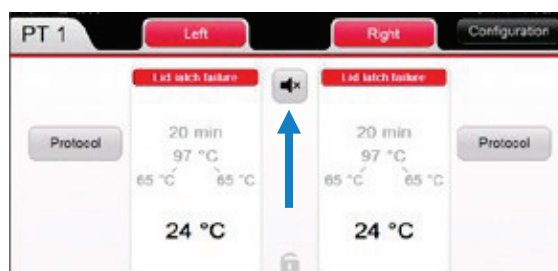 PT 1
Left
Right
Configuration
Lid latch failure
Lid latch failure
Protocol
20 min
97 °C
65 °C 65 °C
24 °C
20 min
97 °C
65 °C 65 °C
24 °C
Protocol